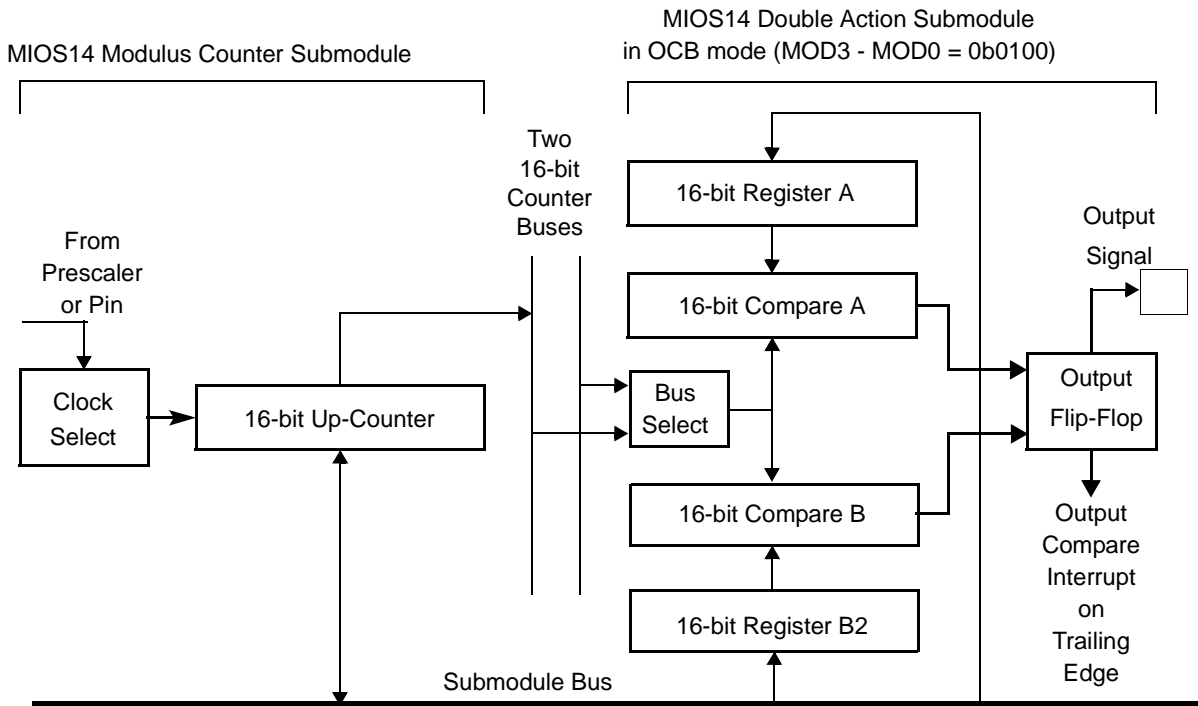 MIOS14 Modulus Counter Submodule
MIOS14 Double Action Submodule
in OCB mode (MOD3 - MOD0 = 0b0100)
Two
16-bit
Counter
Buses
From
Prescaler
or Pin
Clock
Select
16-bit Up-Counter
Bus
Select
16-bit Register A
16-bit Compare A
16-bit Compare B
16-bit Register B2
Output
Signal
Output
Flip-Flop
Output
Compare
Interrupt
on
Trailing
Edge
Submodule Bus